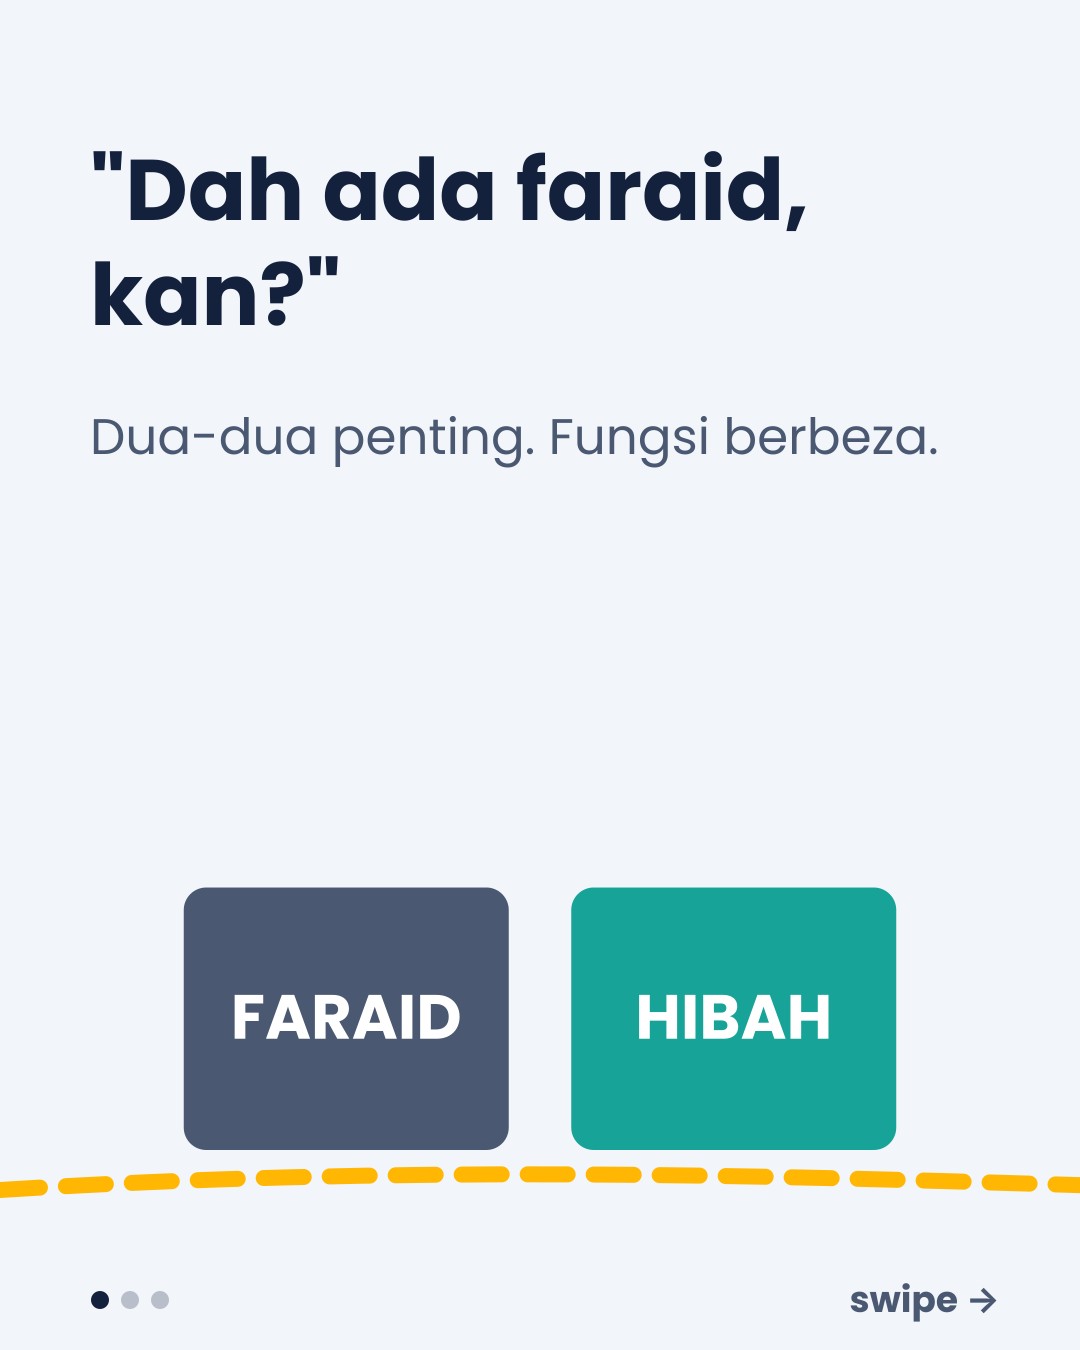 "Dah ada faraid,
kan?"
Dua-dua penting. Fungsi berbeza.
FARAID
HIBAH
swipe →